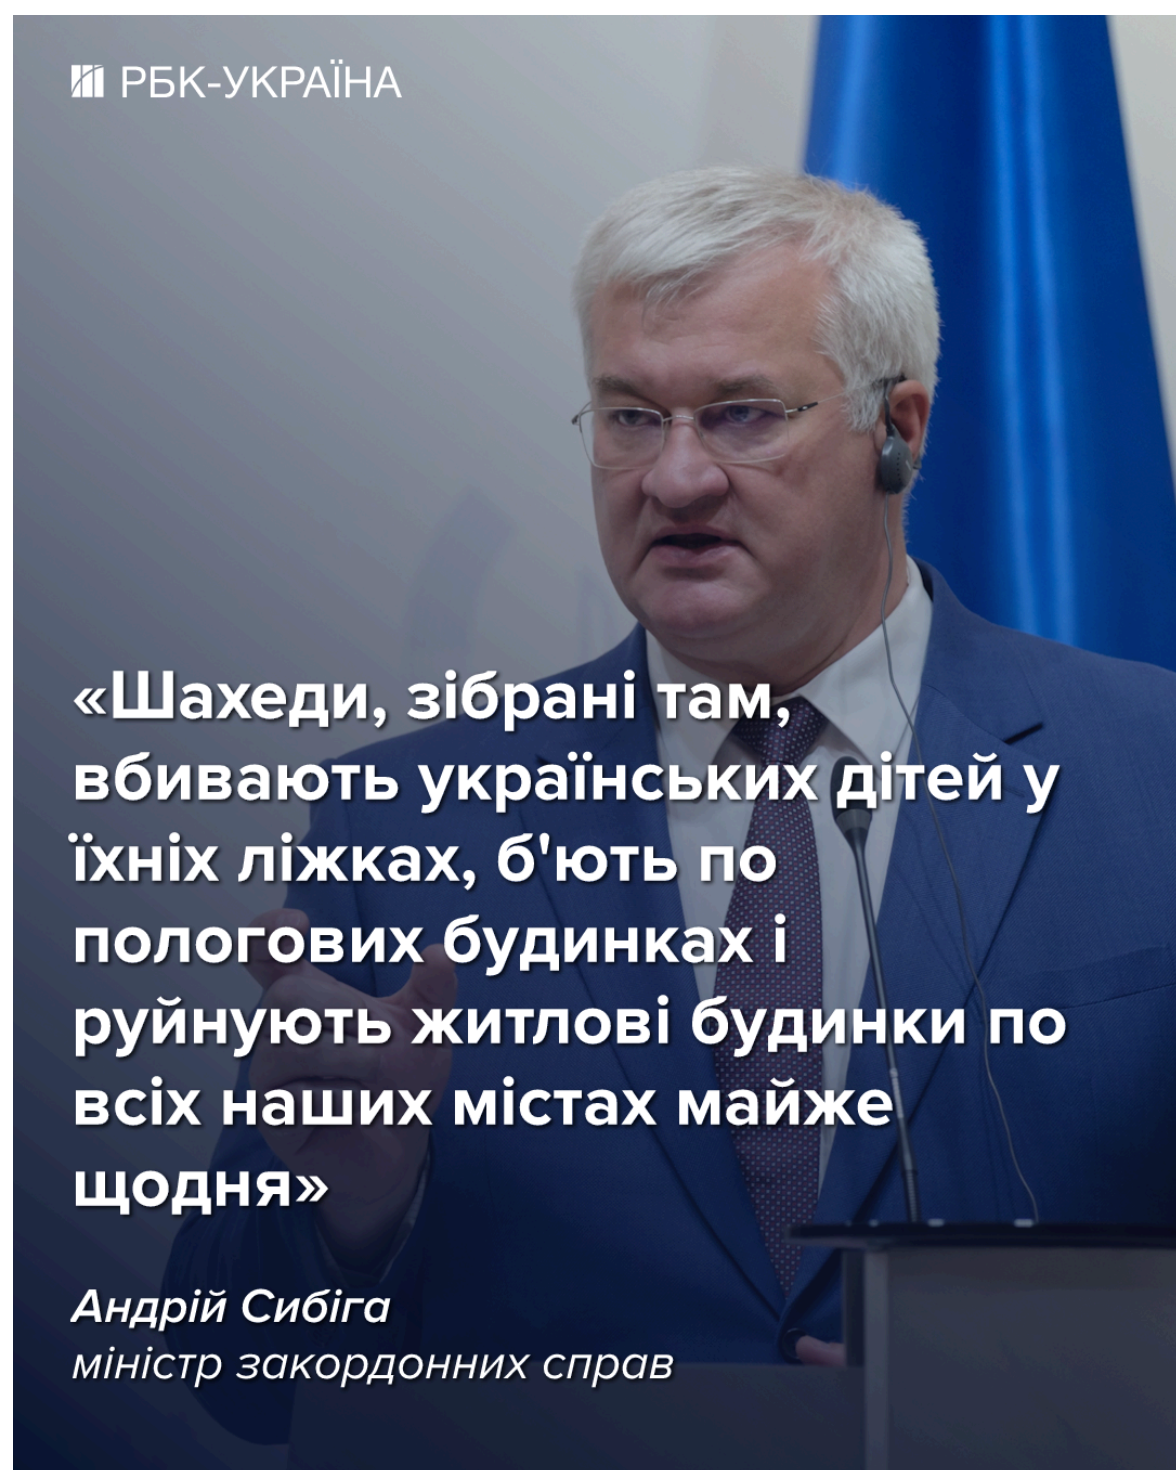 РБК-УКРАЇНА
«Шахеди, зібрані там,
вбивають українських дітей у
їхніх ліжках, б'ють по
пологових будинках і
руйнують житлові будинки по
всіх наших містах майже
щодня»
Андрій Сибіга
міністр закордонних справ